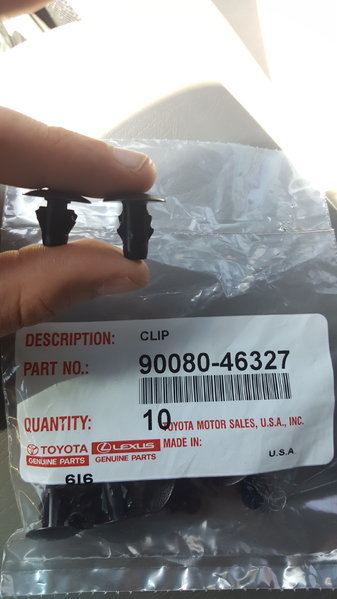 DESCRIPTION: CLIP
PART NO.: 90080-46327
QUANTITY: 10
TOYOTA MOTOR SALES, U.S.A., INC.
TOYOTA LEXUS MADE IN:
GENUINE PARTS GENUINE PARTS U.S.A
616